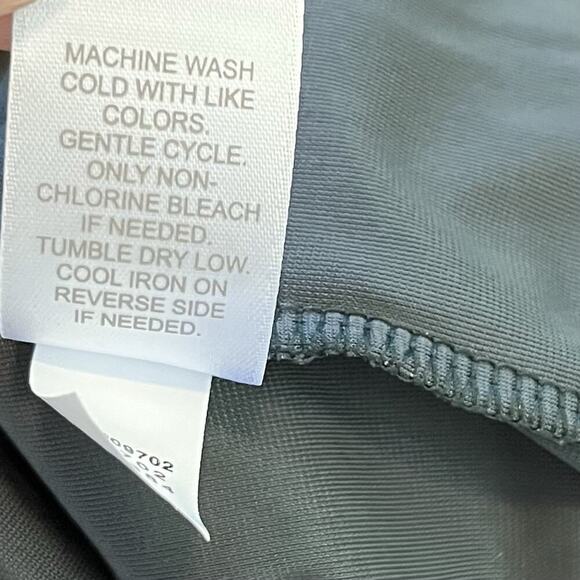 MACHINE WASH
COLD WITH LIKE
COLORS.
GENTLE CYCLE.
ONLY NON-
CHLORINE BLEACH
IF NEEDED.
TUMBLE DRY LOW.
COOL IRON ON
REVERSE SIDE
IF NEEDED.
09702